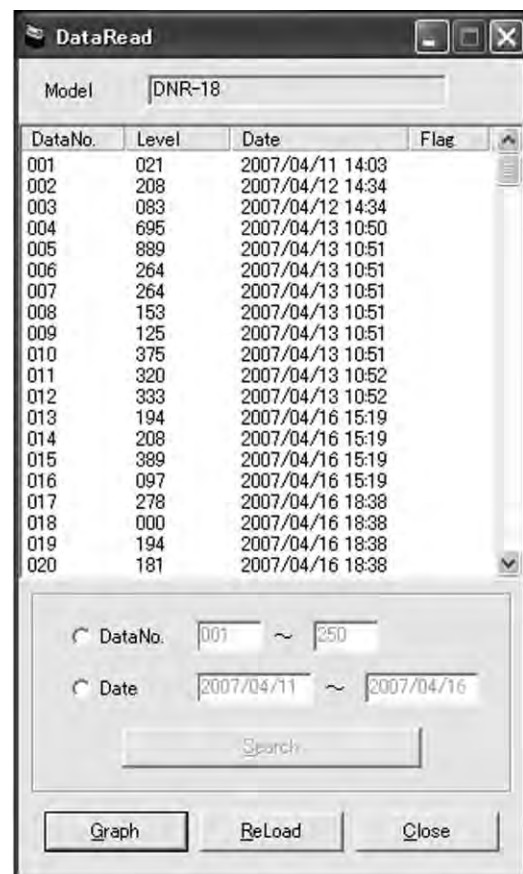 DataRead
Model DNR-18
DataNo. Level Date Flag
001 021 2007/04/11 14:03
002 208 2007/04/12 14:34
003 083 2007/04/12 14:34
004 695 2007/04/13 10:50
005 889 2007/04/13 10:51
006 264 2007/04/13 10:51
007 264 2007/04/13 10:51
008 153 2007/04/13 10:51
009 125 2007/04/13 10:51
010 375 2007/04/13 10:51
011 320 2007/04/13 10:52
012 333 2007/04/13 10:52
013 194 2007/04/16 15:19
014 208 2007/04/16 15:19
015 389 2007/04/16 15:19
016 097 2007/04/16 15:19
017 278 2007/04/16 18:38
018 000 2007/04/16 18:38
019 194 2007/04/16 18:38
020 181 2007/04/16 18:38
DataNo. 001 ～ 250
Date 2007/04/11 ～ 2007/04/16
Search
Graph ReLoad Close